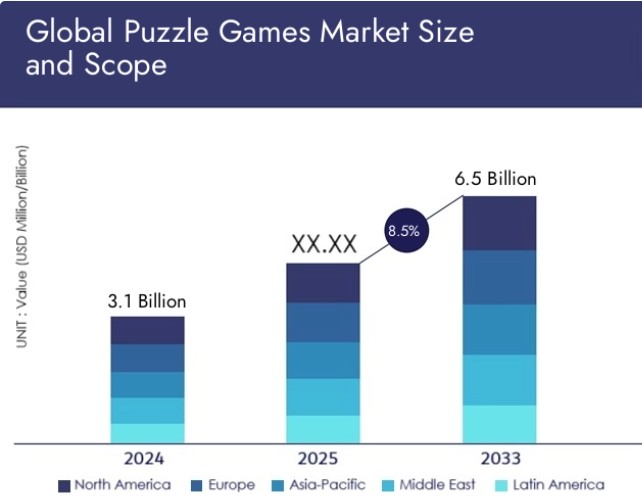 Global Puzzle Games Market Size
and Scope
UNIT : Value (USD Million/Billion)
3.1 Billion
XX.XX
8.5%
6.5 Billion
2024
2025
2033
North America
Europe
Asia-Pacific
Middle East
Latin America